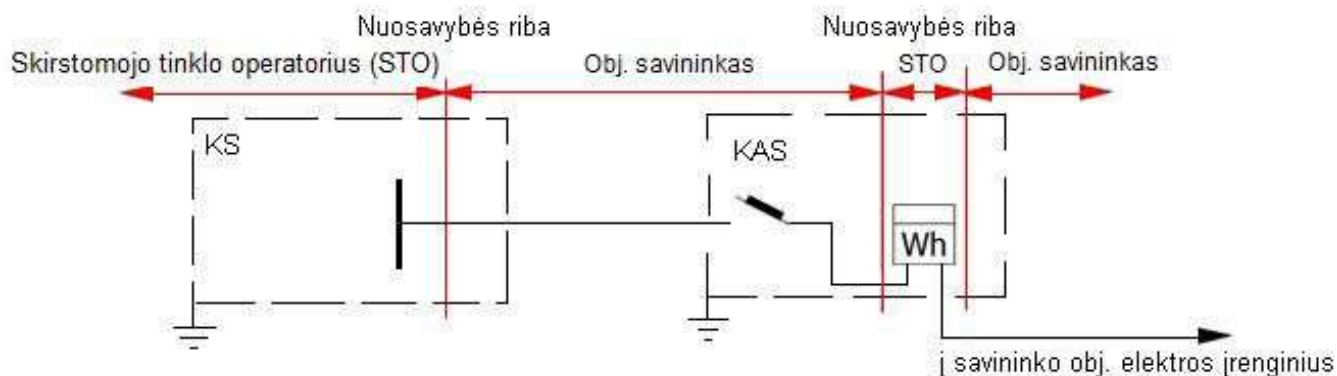 Nuosavybės riba
Nuosavybės riba
Skirstomojo tinklo operatorius (STO)
Obj. savininkas
STO
Obj. savininkas
KS
KAS
Wh
į savininko obj. elektros įrenginius